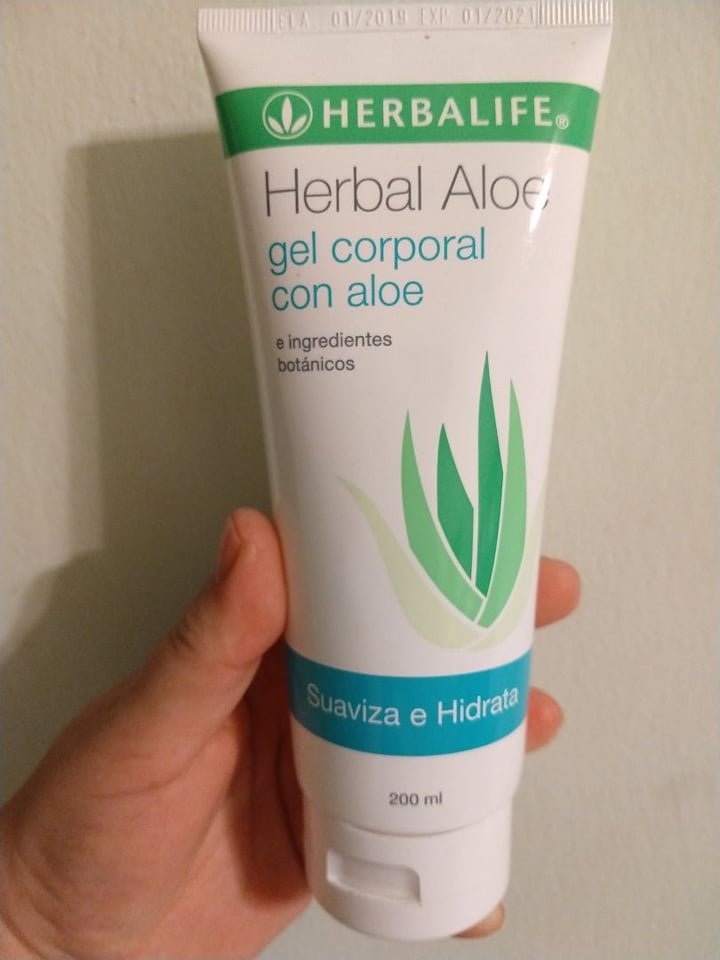 ELA 01/2019 EXP 01/2021
HERBALIFE®
Herbal Aloe
gel corporal
con aloe
e ingredientes
botánicos
Suaviza e Hidrata
200 ml